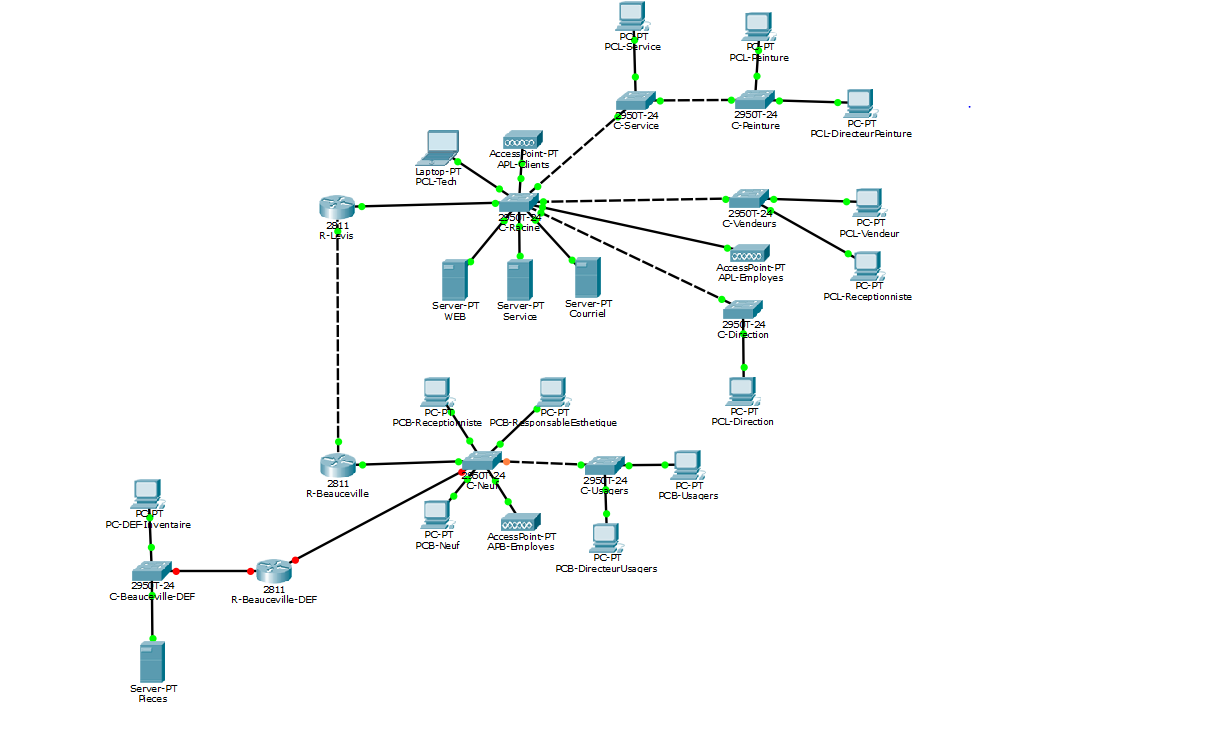 PC-PT
PCL-Service
PC-PT
PCL-Peinture
2950T-24
C-Service
2950T-24
C-Peinture
PC-PT
PCL-DirecteurPeinture
AccessPoint-PT
APL-Clients
Laptop-PT
PCL-Tech
2811
R-Levis
2950T-24
C-Racine
2950T-24
C-Vendeurs
PC-PT
PCL-Vendeur
AccessPoint-PT
APL-Employes
PC-PT
PCL-Receptionniste
Server-PT
WEB
Server-PT
Service
Server-PT
Courriel
2950T-24
C-Direction
PC-PT
PCL-Direction
PC-PT
PCB-Receptionniste
PC-PT
PCB-ResponsableEsthetique
2811
R-Beauceville
2950T-24
C-Neuf
2950T-24
C-Usagers
PC-PT
PCB-Usagers
PC-PT
PCB-Neuf
AccessPoint-PT
APB-Employes
PC-PT
PCB-DirecteurUsagers
PC-PT
PC-DEF-Inventaire
2950T-24
C-Beauceville-DEF
2811
R-Beauceville-DEF
Server-PT
Pieces